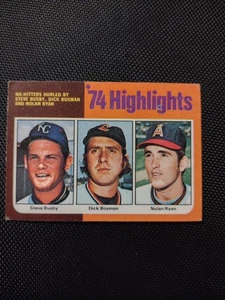 NO-HITTERS HURLED BY
STEVE BUSBY, DICK BOSMAN
AND NOLAN RYAN
'74 Highlights
KC
A
Steve Busby
Dick Bosman
Nolan Ryan